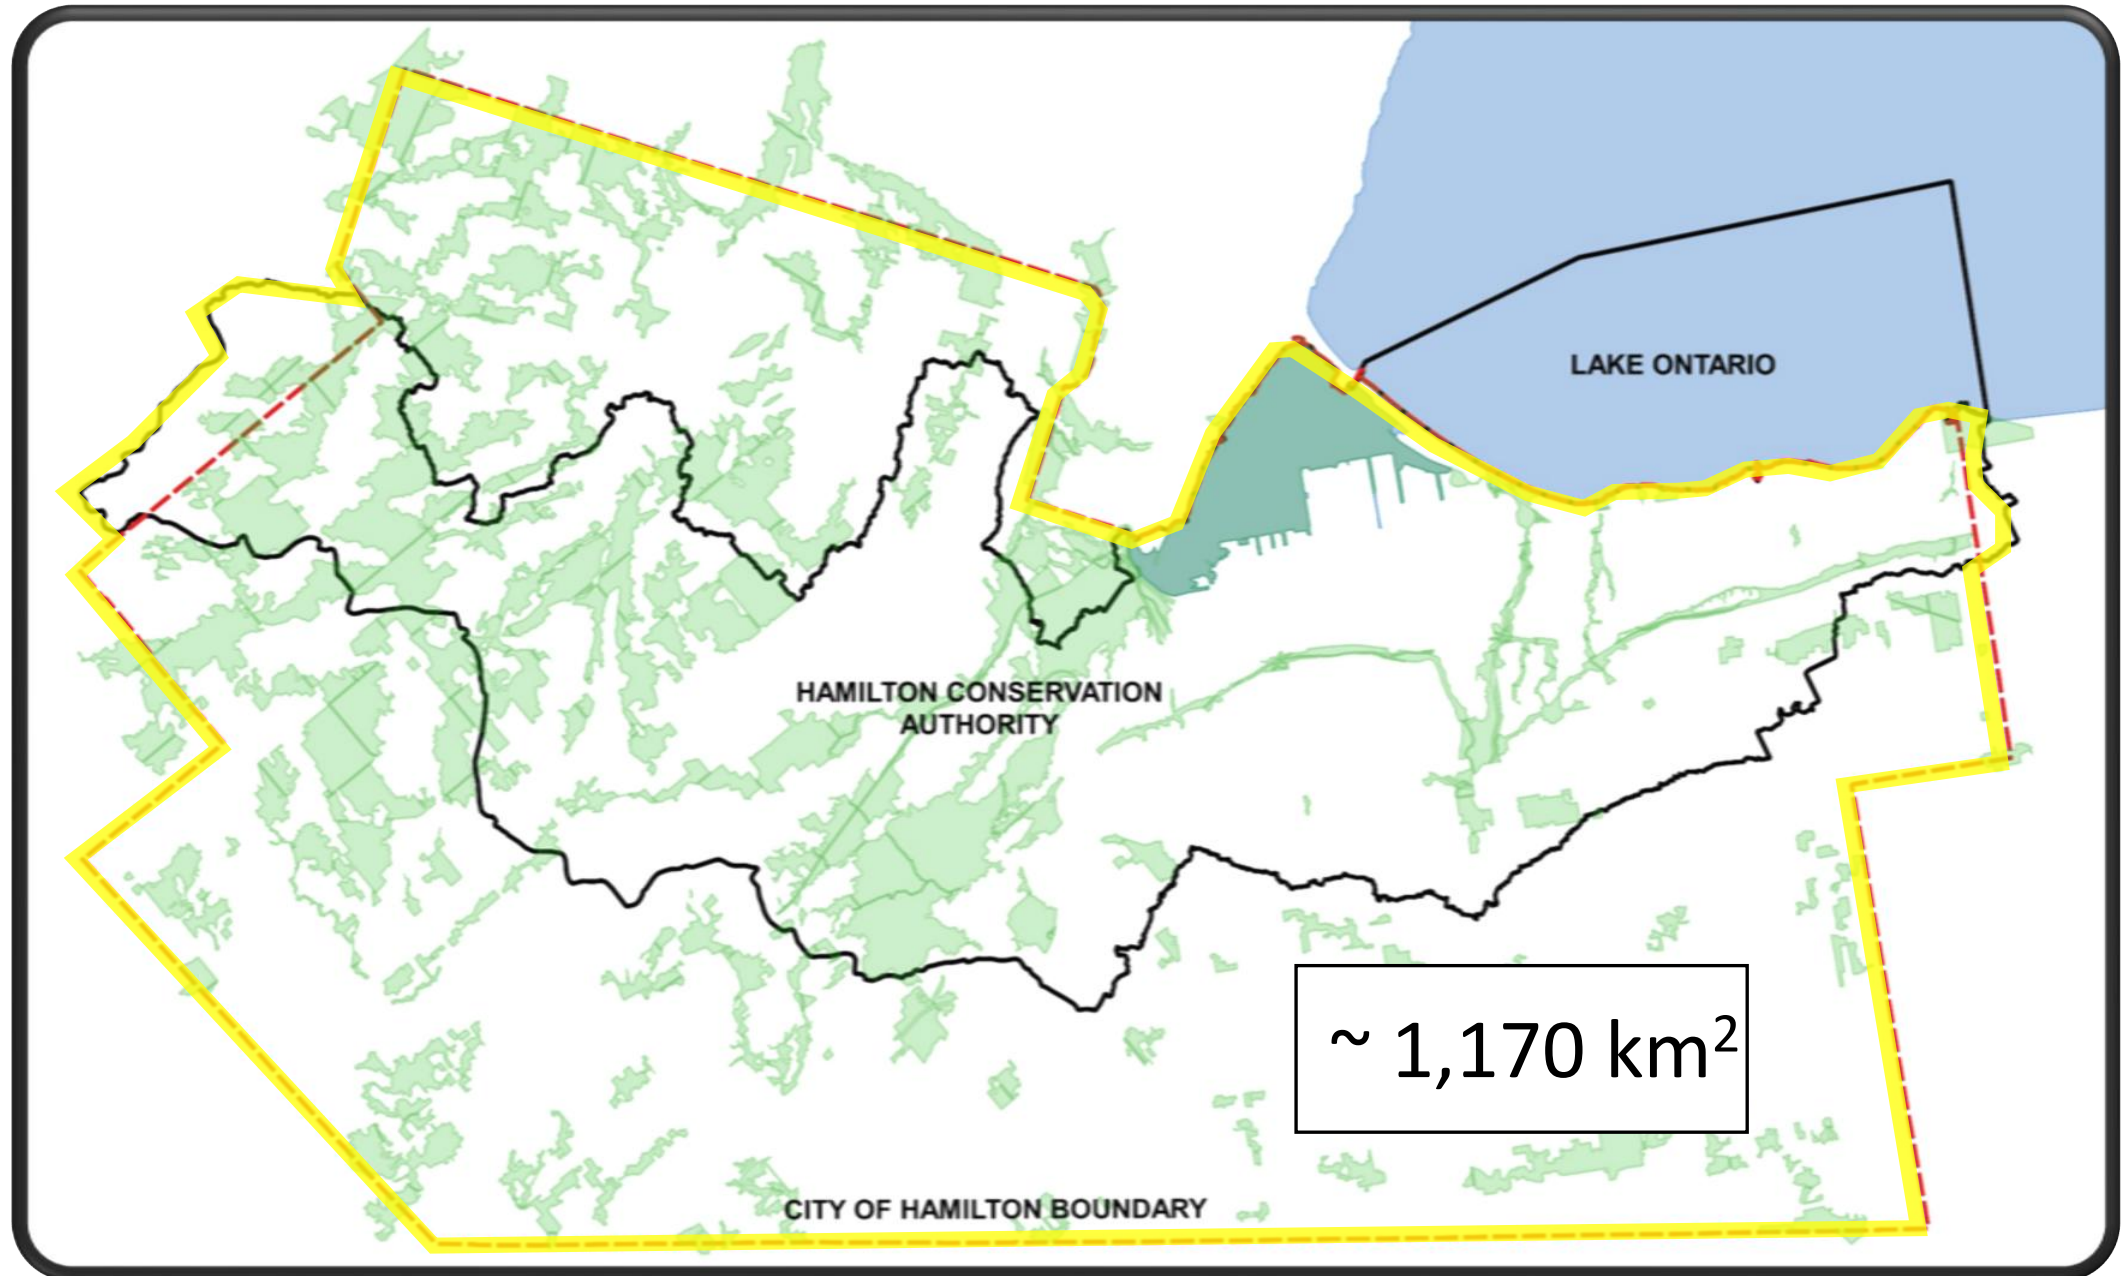 LAKE ONTARIO
HAMILTON CONSERVATION
AUTHORITY
~ 1,170 km²
CITY OF HAMILTON BOUNDARY